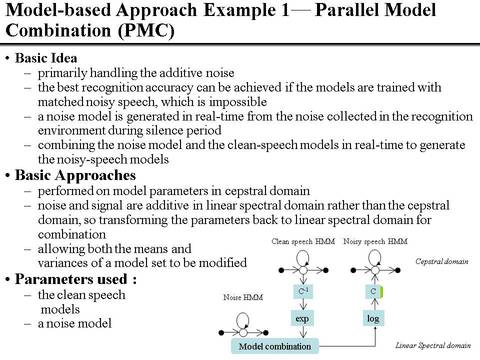 Model-based Approach Example 1— Parallel Model
Combination (PMC)
• Basic Idea
– primarily handling the additive noise
– the best recognition accuracy can be achieved if the models are trained with
matched noisy speech, which is impossible
– a noise model is generated in real-time from the noise collected in the recognition
environment during silence period
– combining the noise model and the clean-speech models in real-time to generate
the noisy-speech models
• Basic Approaches
– performed on model parameters in cepstral domain
– noise and signal are additive in linear spectral domain rather than the cepstral
domain, so transforming the parameters back to linear spectral domain for
combination
– allowing both the means and
variances of a model set to be modified
• Parameters used :
– the clean speech
models
– a noise model
Clean speech HMM
Noisy speech HMM
Cepstral domain
C-1
C
Noise HMM
exp
log
Model combination
Linear Spectral domain